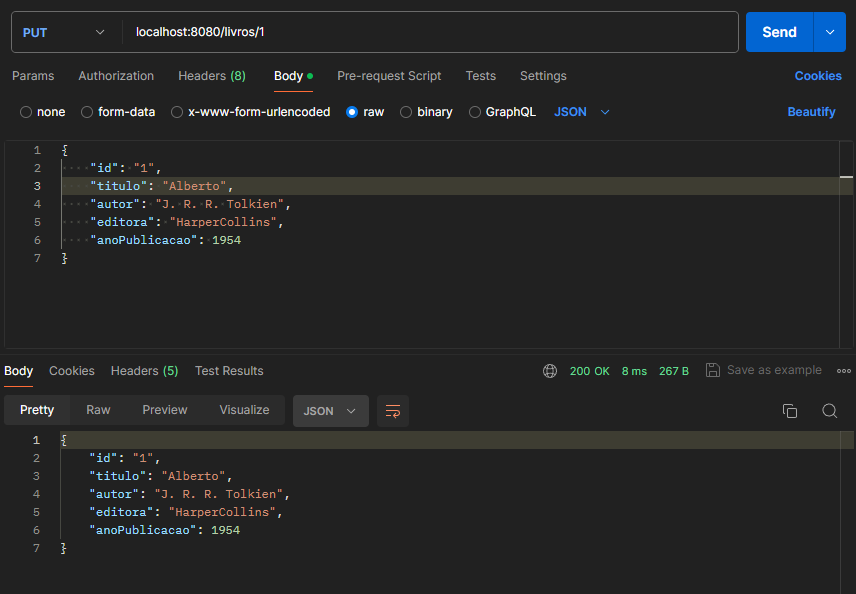 PUT localhost:8080/livros/1 Send
Params Authorization Headers (8) Body Pre-request Script Tests Settings Cookies
none form-data x-www-form-urlencoded raw binary GraphQL JSON Beautify
1 {
2 "id": "1",
3 "titulo": "Alberto",
4 "autor": "J. R. R. Tolkien",
5 "editora": "HarperCollins",
6 "anoPublicacao": 1954
7 }
Body Cookies Headers (5) Test Results 200 OK 8 ms 267 B Save as example
Pretty Raw Preview Visualize JSON
1 {
2 "id": "1",
3 "titulo": "Alberto",
4 "autor": "J. R. R. Tolkien",
5 "editora": "HarperCollins",
6 "anoPublicacao": 1954
7 }